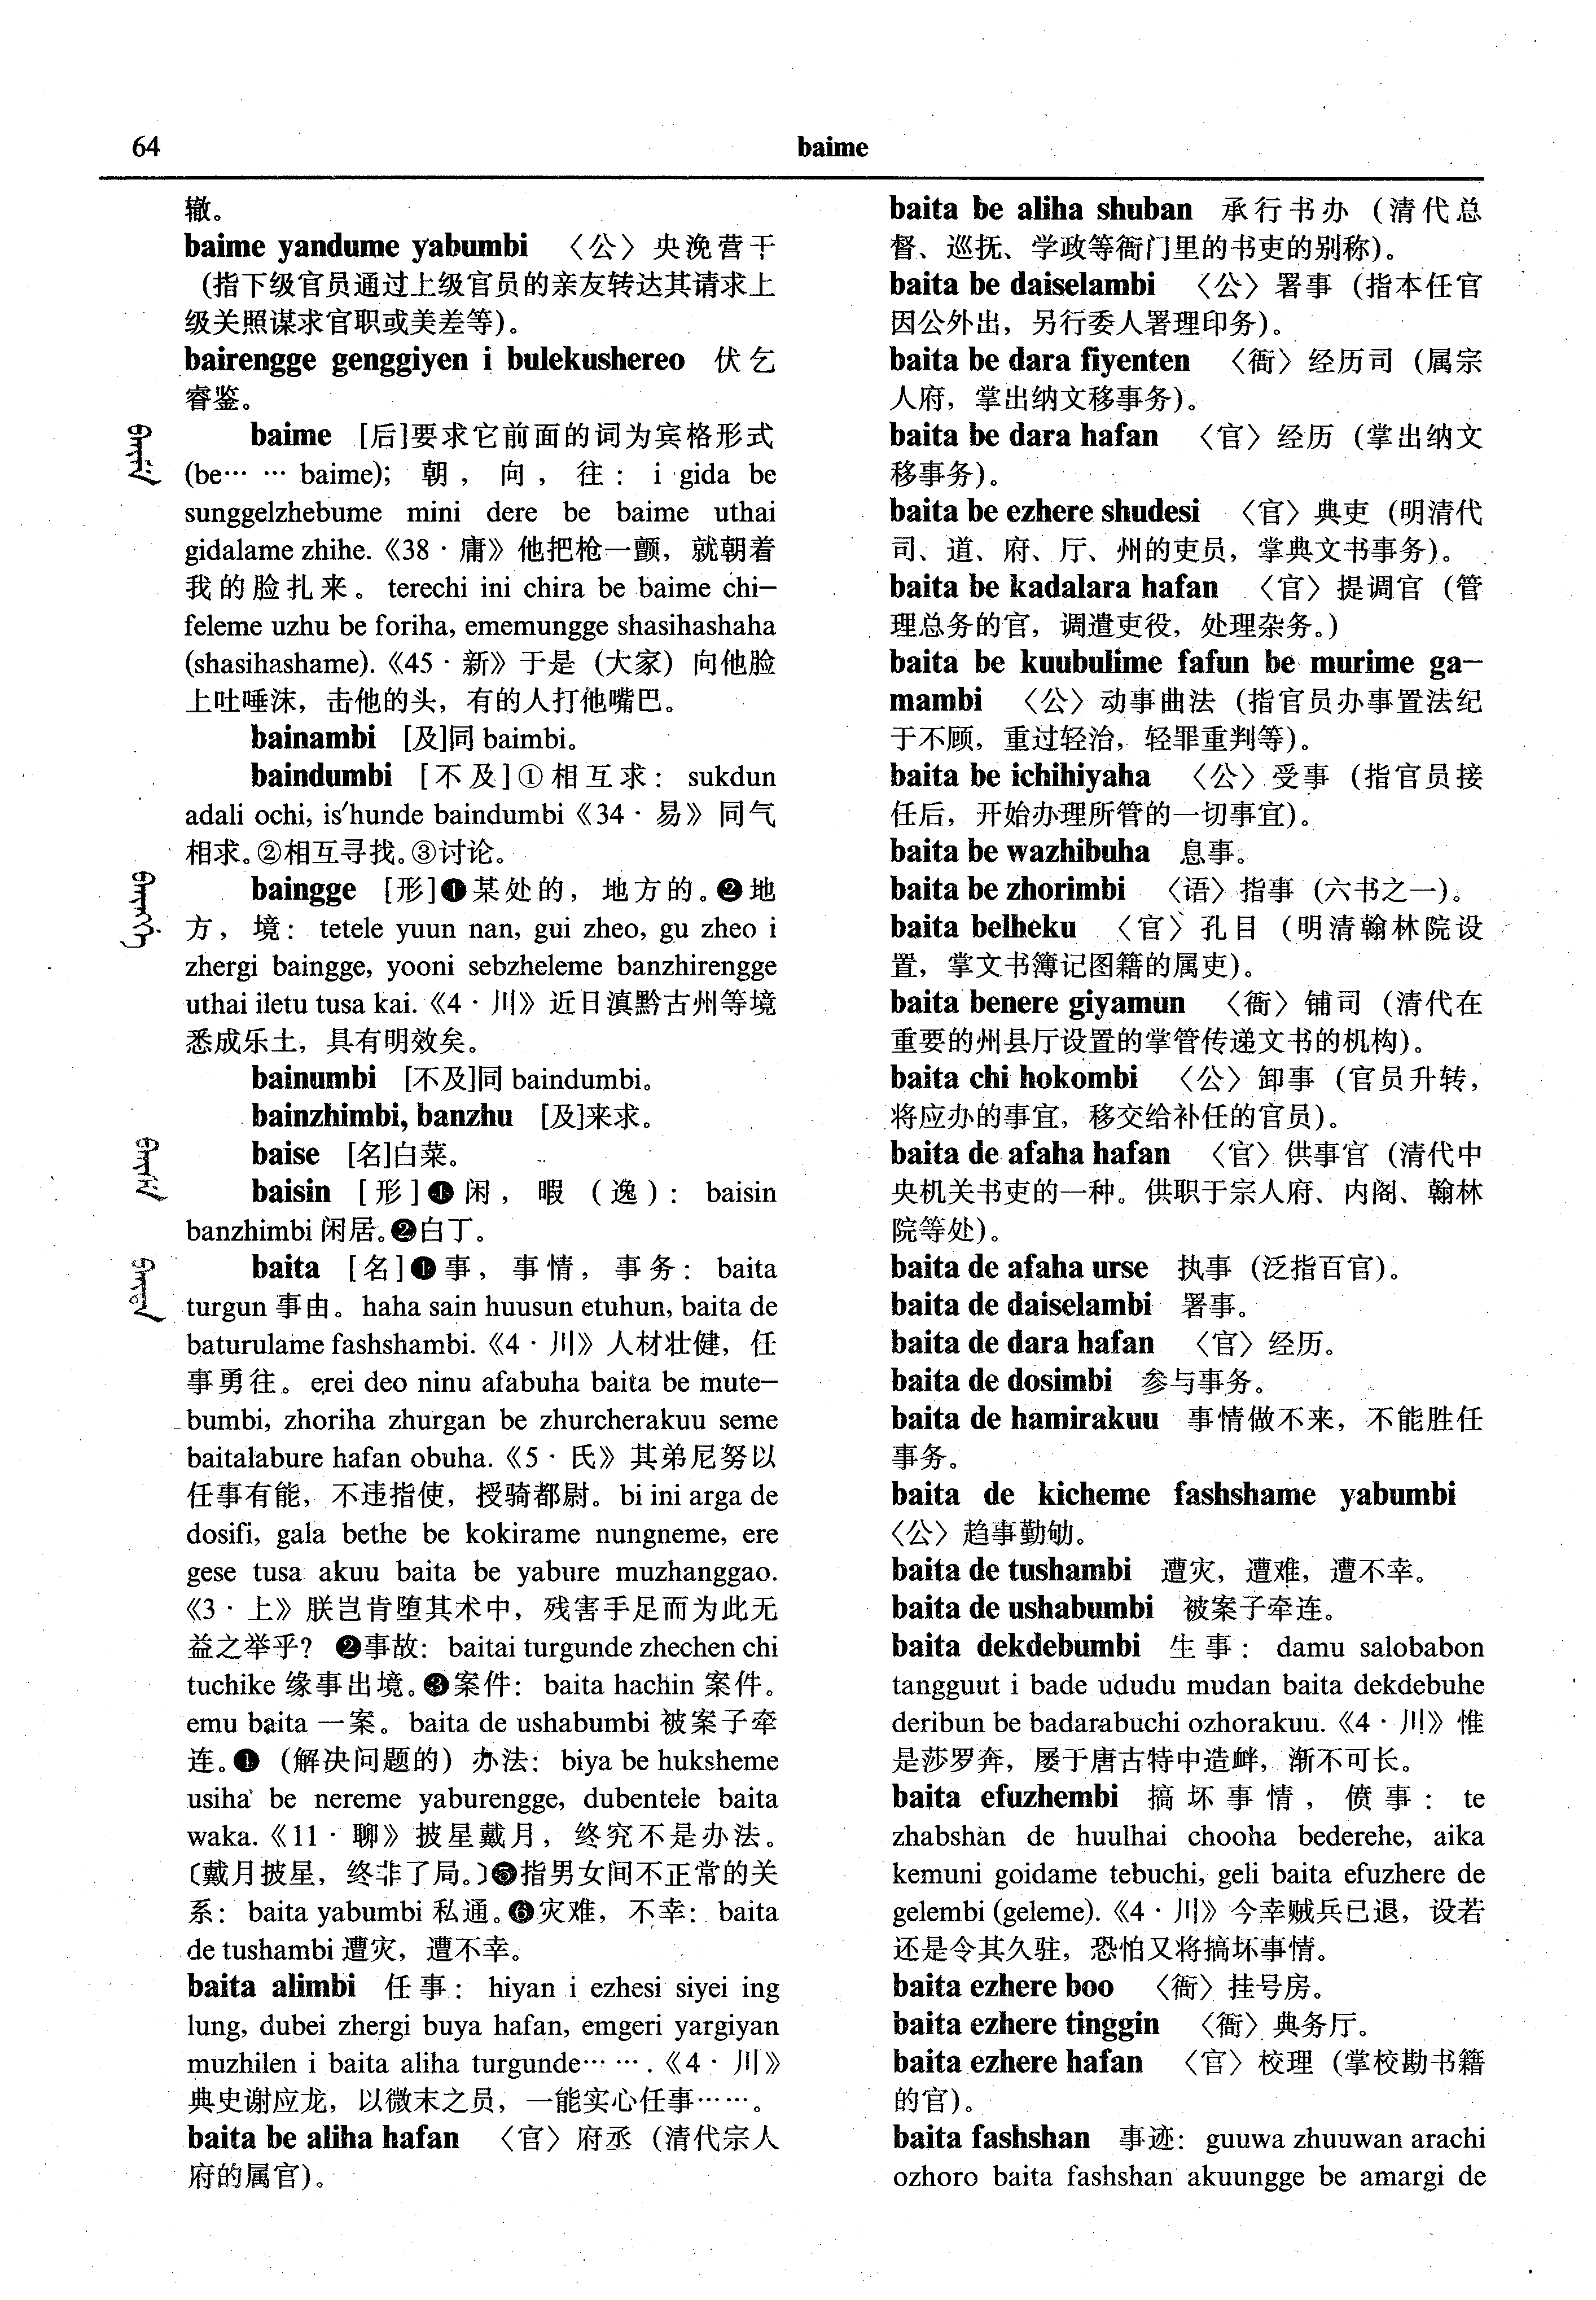 64
baime
辙。
baime yandume yabumbi 〈公〉央浼营干
(指下级官员通过上级官员的亲友转达其请求上
级关照谋求官职或美差等)。
bairengge genggiyen i bulekushereo 伏乞
睿鉴。
baime [后]要求它前面的词为宾格形式
(be… … baime); 朝，向，往：i gida be
sunggelzhebume mini dere be baime uthai
gidalame zhihe.《38·庸》他把枪一颤，就朝着
我的脸扎来。terechi ini chira be baime chi–
feleme uzhu be foriha, ememungge shasihashaha
(shasihashame).《45·新》于是（大家）向他脸
上吐唾沫，击他的头，有的人打他嘴巴。
bainambi [及]同 baimbi。
baindumbi [不及]①相互求：sukdun
adali ochi, is'hunde baindumbi《34·易》同气
相求。②相互寻找。③讨论。
baingge [形]❶某处的，地方的。❷地
方，境：tetele yuun nan, gui zheo, gu zheo i
zhergi baingge, yooni sebzheleme banzhirengge
uthai iletu tusa kai.《4·川》近日滇黔古州等境
悉成乐土，具有明效矣。
bainumbi [不及]同 baindumbi。
bainzhimbi, banzhu [及]来求。
baise [名]白菜。
baisin [形]❶闲，暇（逸）：baisin
banzhimbi 闲居。❷白丁。
baita [名]❶事，事情，事务：baita
turgun 事由。haha sain huusun etuhun, baita de
baturulame fashshambi.《4·川》人材壮健，任
事勇往。erei deo ninu afabuha baita be mute–
bumbi, zhoriha zhurgan be zhurcherakuu seme
baitalabure hafan obuha.《5·氏》其弟尼努以
任事有能，不违指使，授骑都尉。bi ini arga de
dosifi, gala bethe be kokirame nungneme, ere
gese tusa akuu baita be yabure muzhanggao.
《3·上》朕岂肯堕其术中，残害手足而为此无
益之举乎？❷事故：baitai turgunde zhechen chi
tuchike 缘事出境。❸案件：baita hachin 案件。
emu baita 一案。baita de ushabumbi 被案子牵
连。❶（解决问题的）办法：biya be huksheme
usiha be nereme yaburengge, dubentele baita
waka.《11·聊》披星戴月，终究不是办法。
〔戴月披星，终非了局。〕❺指男女间不正常的关
系：baita yabumbi 私通。❻灾难，不幸：baita
de tushambi 遭灾，遭不幸。
baita alimbi 任事：hiyan i ezhesi siyei ing
lung, dubei zhergi buya hafan, emgeri yargiyan
muzhilen i baita aliha turgunde… ….《4·川》
典史谢应龙，以微末之员，一能实心任事……。
baita be aliha hafan 〈官〉府丞（清代宗人
府的属官)。
baita be aliha shuban 承行书办（清代总
督、巡抚、学政等衙门里的书吏的别称)。
baita be daiselambi 〈公〉署事（指本任官
因公外出，另行委人署理印务)。
baita be dara fiyenten 〈衙〉经历司（属宗
人府，掌出纳文移事务)。
baita be dara hafan 〈官〉经历（掌出纳文
移事务)。
baita be ezhere shudesi 〈官〉典吏（明清代
司、道、府、厅、州的吏员，掌典文书事务)。
baita be kadalara hafan 〈官〉提调官（管
理总务的官，调遣吏役，处理杂务。)
baita be kuubulime fafun be murime ga–
mambi 〈公〉动事曲法（指官员办事置法纪
于不顾，重过轻治，轻罪重判等)。
baita be ichihiyaha 〈公〉受事（指官员接
任后，开始办理所管的一切事宜)。
baita be wazhibuha 息事。
baita be zhorimbi 〈语〉指事（六书之一)。
baita belheku 〈官〉孔目（明清翰林院设
置，掌文书簿记图籍的属吏)。
baita benere giyamun 〈衙〉铺司（清代在
重要的州县厅设置的掌管传递文书的机构)。
baita chi hokombi 〈公〉卸事（官员升转，
将应办的事宜，移交给补任的官员)。
baita de afaha hafan 〈官〉供事官（清代中
央机关书吏的一种。供职于宗人府、内阁、翰林
院等处)。
baita de afaha urse 执事（泛指百官)。
baita de daiselambi 署事。
baita de dara hafan 〈官〉经历。
baita de dosimbi 参与事务。
baita de hamirakuu 事情做不来，不能胜任
事务。
baita de kicheme fashshame yabumbi
〈公〉趋事勤劬。
baita de tushambi 遭灾，遭难，遭不幸。
baita de ushabumbi 被案子牵连。
baita dekdebumbi 生事：damu salobabon
tangguut i bade ududu mudan baita dekdebuhe
deribun be badarabuchi ozhorakuu.《4·川》惟
是莎罗奔，屡于唐古特中造衅，渐不可长。
baita efuzhembi 搞坏事情，偾事：te
zhabshan de huulhai chooha bederehe, aika
kemuni goidame tebuchi, geli baita efuzhere de
gelembi (geleme).《4·川》今幸贼兵已退，设若
还是令其久驻，恐怕又将搞坏事情。
baita ezhere boo 〈衙〉挂号房。
baita ezhere tinggin 〈衙〉典务厅。
baita ezhere hafan 〈官〉校理（掌校勘书籍
的官)。
baita fashshan 事迹：guuwa zhuuwan arachi
ozhoro baita fashshan akuungge be amargi de